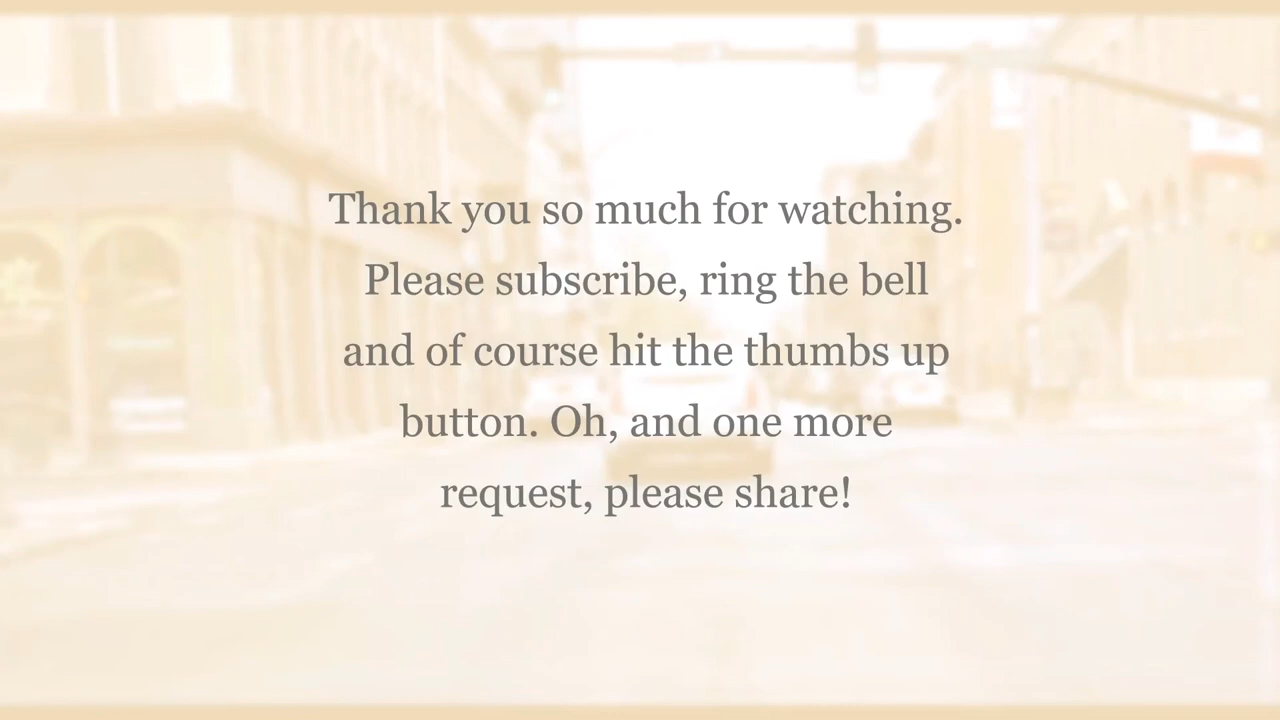 Thank you so much for watching.
Please subscribe, ring the bell
and of course hit the thumbs up
button. Oh, and one more
request, please share!